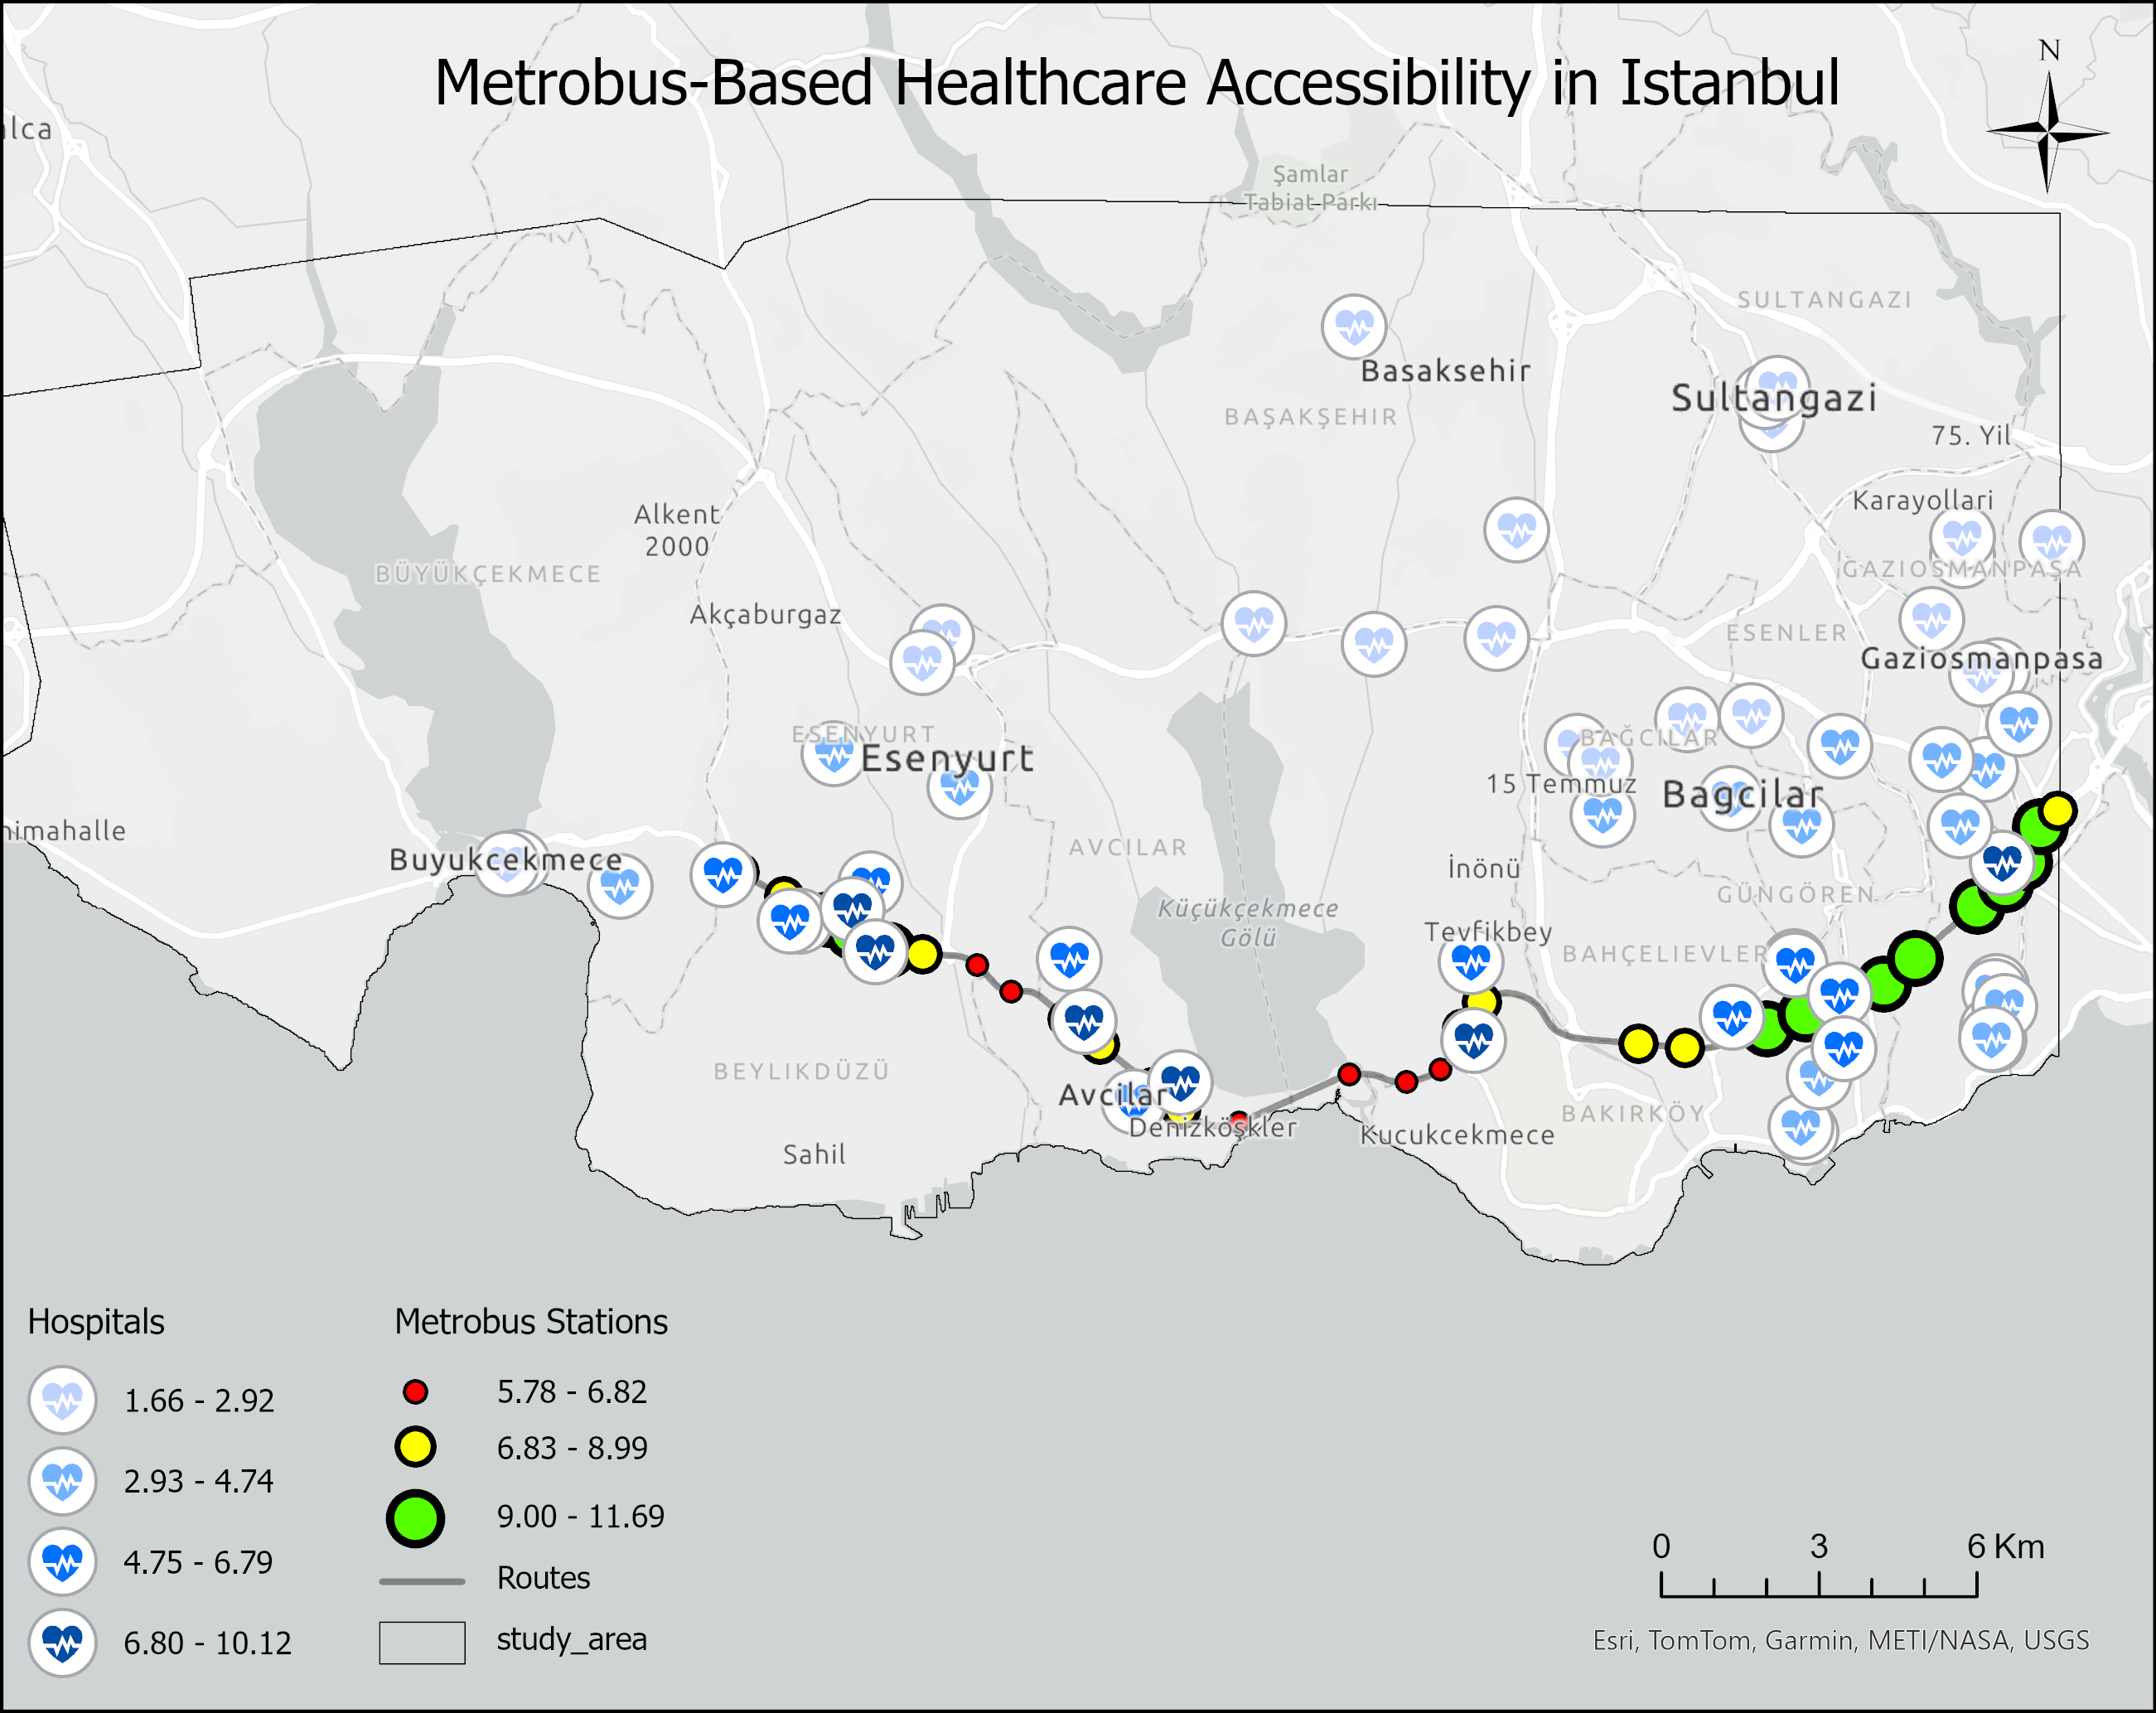 Metrobus-Based Healthcare Accessibility in Istanbul
N
alca
Şamlar
Tabiat Parkı
SULTANGAZI
Basaksehir
Sultangazi
BAŞAKŞEHIR
75. Yil
Karayollari
Alkent
2000
BÜYÜKÇEKMECE
GAZIOSMANPAŞA
Akçaburgaz
ESENLER
Gaziosmanpasa
ESENYURT
Esenyurt
BAĞCILAR
15 Temmuz
Bagcilar
nimahalle
AVCILAR
Buyukcekmece
İnönü
GÜNGÖREN
Küçükçekmece
Gölü
Tevfikbey
BAHÇELIEVLER
BEYLIKDÜZÜ
Avcilar
Denizköşkler
BAKIRKÖY
Kucukcekmece
Sahil
Hospitals
1.66 - 2.92
2.93 - 4.74
4.75 - 6.79
6.80 - 10.12
Metrobus Stations
5.78 - 6.82
6.83 - 8.99
9.00 - 11.69
Routes
study_area
0 3 6 Km
Esri, TomTom, Garmin, METI/NASA, USGS